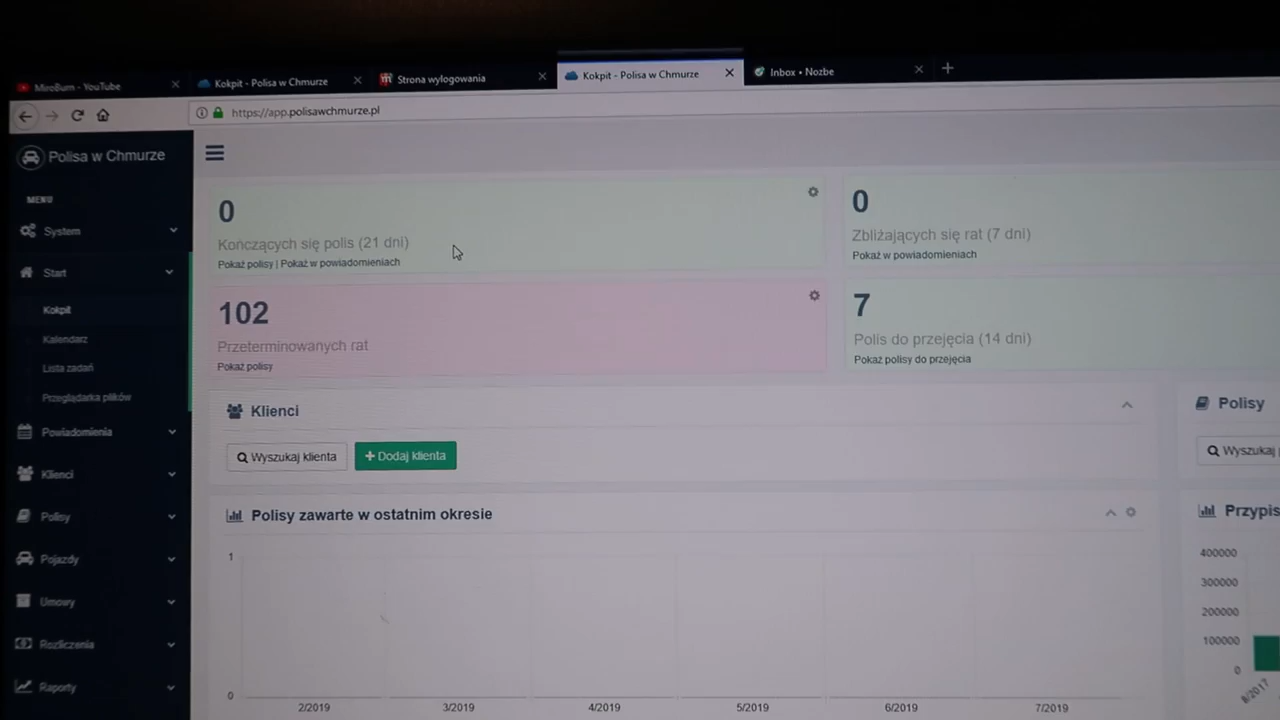 MiroBurn - YouTube
Kokpit - Polisa w Chmurze
Strona wylogowania
Kokpit - Polisa w Chmurze
Inbox • Nozbe
https://app.polisawchmurze.pl
Polisa w Chmurze
MENU
System
Start
Kokpit
Kalendarz
Lista zadań
Przeglądarka plików
Powiadomienia
Klienci
Polisy
Pojazdy
Umowy
Rozliczenia
Raporty
0
Kończących się polis (21 dni)
Pokaż polisy | Pokaż w powiadomieniach
0
Zbliżających się rat (7 dni)
Pokaż w powiadomieniach
102
Przeterminowanych rat
Pokaż polisy
7
Polis do przejęcia (14 dni)
Pokaż polisy do przejęcia
Klienci
Wyszukaj klienta
Dodaj klienta
Polisy
Wyszukaj
Polisy zawarte w ostatnim okresie
1
0
2/2019
3/2019
4/2019
5/2019
6/2019
7/2019
Przypis
400000
300000
200000
100000
0
8/2017